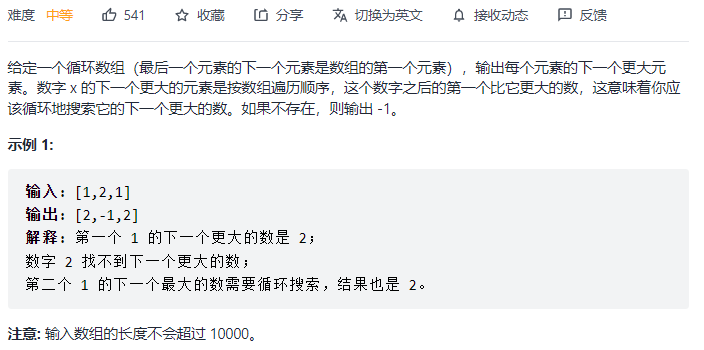 难度 中等 541 收藏 分享 切换为英文 接收动态 反馈
给定一个循环数组（最后一个元素的下一个元素是数组的第一个元素），输出每个元素的下一个更大元
素。数字 x 的下一个更大的元素是按数组遍历顺序，这个数字之后的第一个比它更大的数，这意味着你应
该循环地搜索它的下一个更大的数。如果不存在，则输出 -1。
示例 1:
输入: [1,2,1]
输出: [2,-1,2]
解释: 第一个 1 的下一个更大的数是 2；
数字 2 找不到下一个更大的数；
第二个 1 的下一个最大的数需要循环搜索，结果也是 2。
注意: 输入数组的长度不会超过 10000。